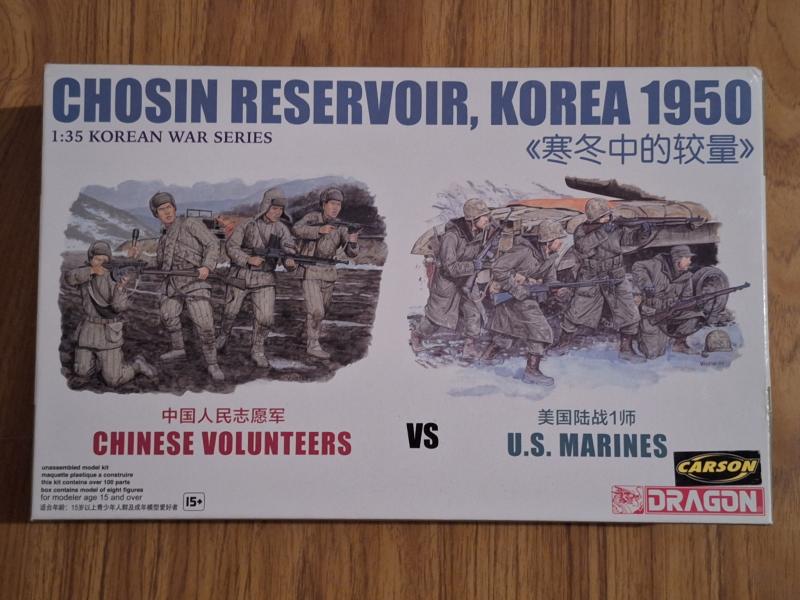 CHOSIN RESERVOIR, KOREA 1950
1:35 KOREAN WAR SERIES
《寒冬中的较量》
中国人民志愿军
CHINESE VOLUNTEERS
VS
美国陆战1师
U.S. MARINES
unassembled model kit
maquette plastique a construire
this kit contains over 100 parts
box contains model of eight figures
for modeler age 15 and over
适合年龄：15岁以上青少年人群及成年模型爱好者
15+
CARSON
DRAGON